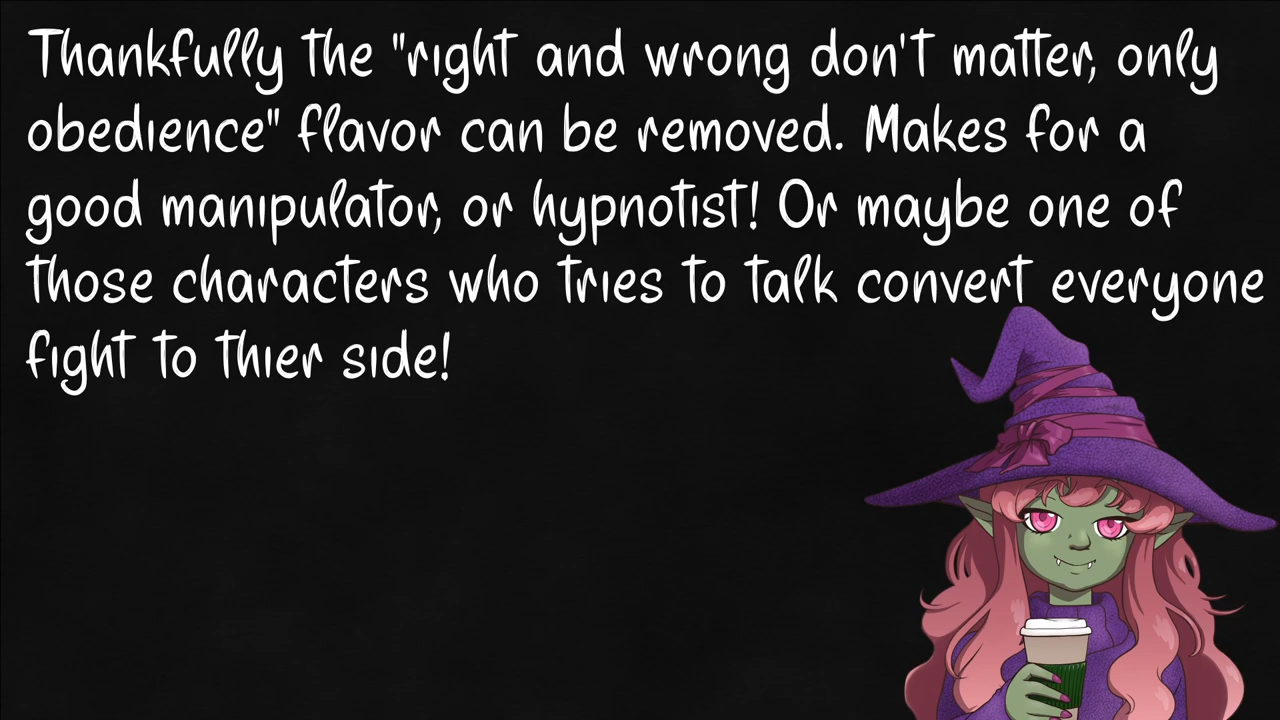 Thankfully the "right and wrong don't matter, only
obedience" flavor can be removed. Makes for a
good manipulator, or hypnotist! Or maybe one of
those characters who tries to talk convert everyone
fight to thier side!